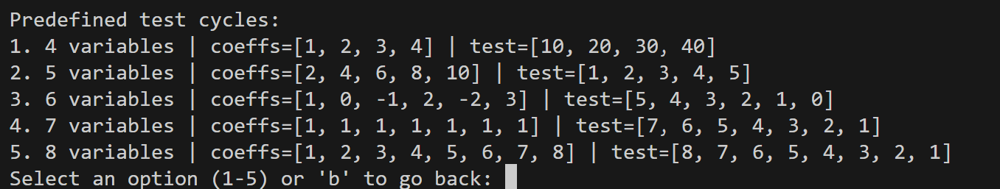 Predefined test cycles:
1. 4 variables | coeffs=[1, 2, 3, 4] | test=[10, 20, 30, 40]
2. 5 variables | coeffs=[2, 4, 6, 8, 10] | test=[1, 2, 3, 4, 5]
3. 6 variables | coeffs=[1, 0, -1, 2, -2, 3] | test=[5, 4, 3, 2, 1, 0]
4. 7 variables | coeffs=[1, 1, 1, 1, 1, 1, 1] | test=[7, 6, 5, 4, 3, 2, 1]
5. 8 variables | coeffs=[1, 2, 3, 4, 5, 6, 7, 8] | test=[8, 7, 6, 5, 4, 3, 2, 1]
Select an option (1-5) or 'b' to go back: